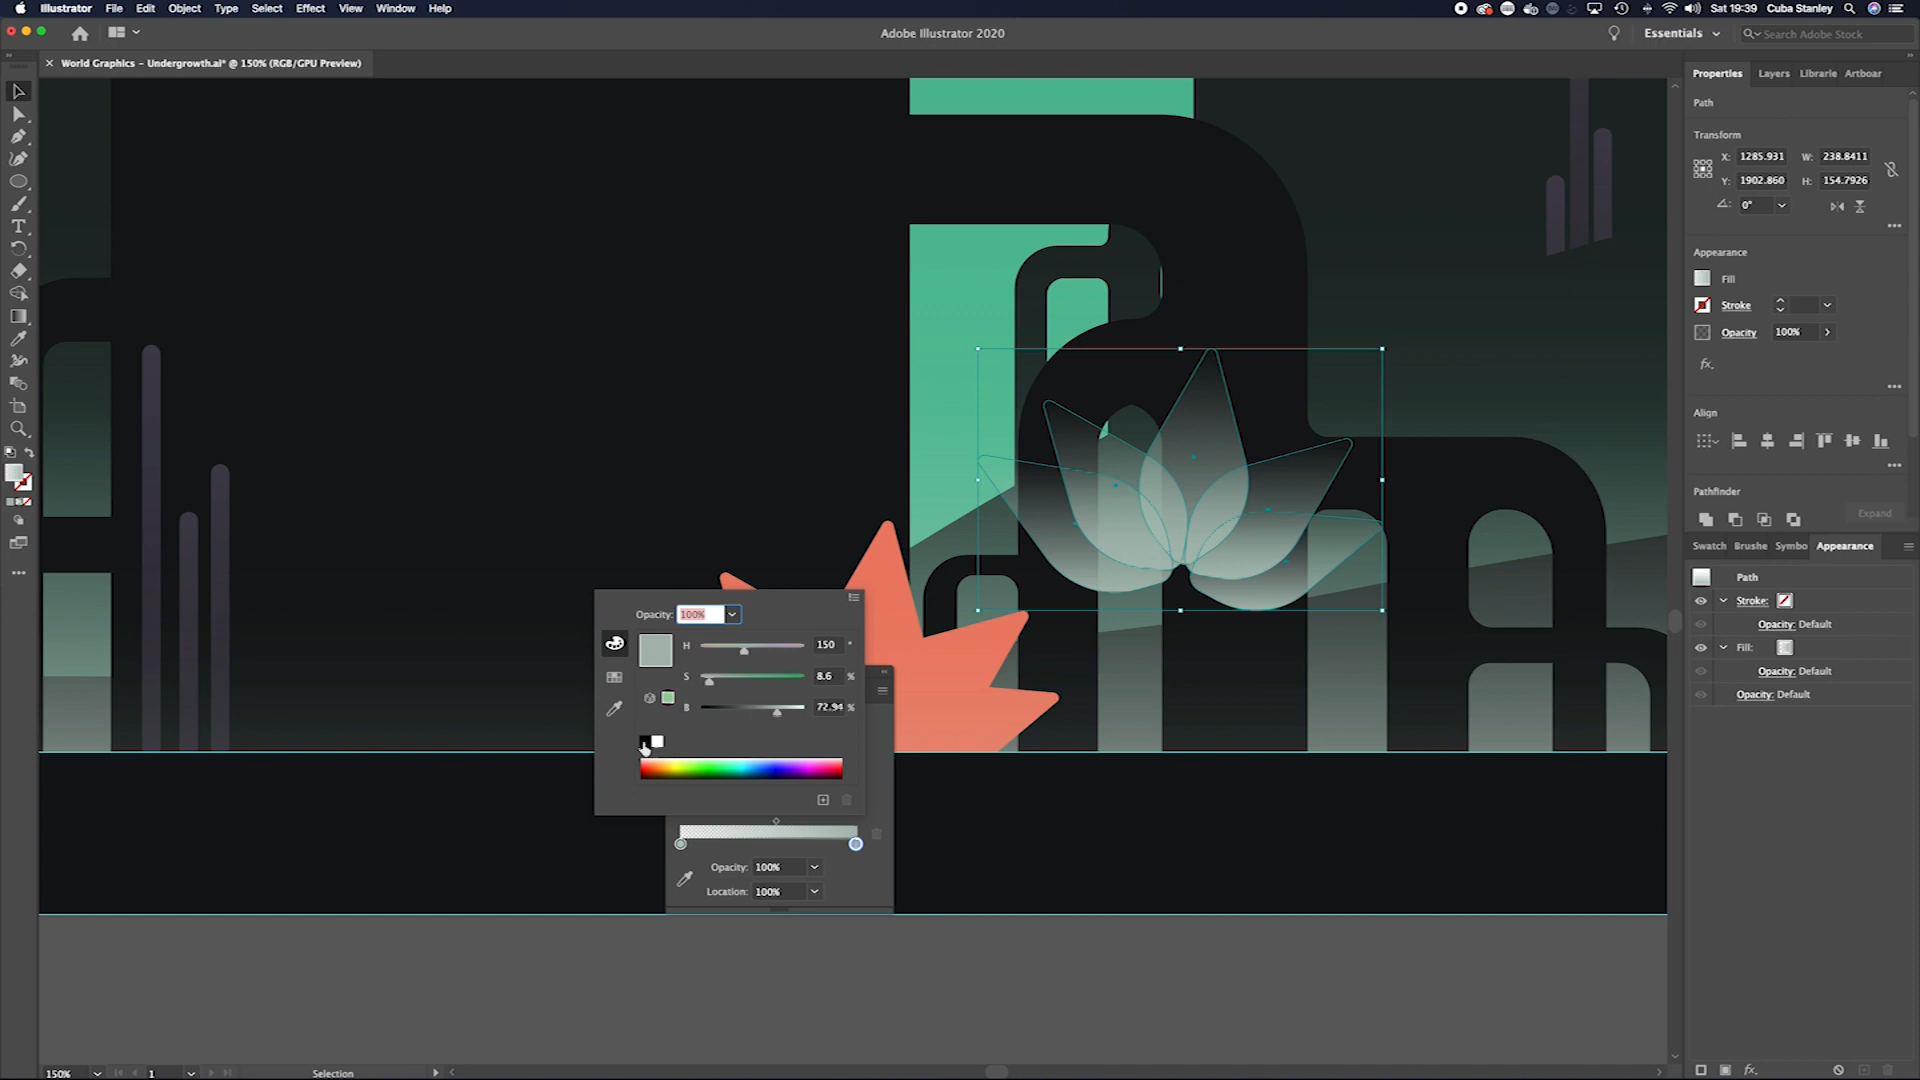 Illustrator File Edit Object Type Select Effect View Window Help
Sat 19:39 Cuba Stanley
Adobe Illustrator 2020
Essentials
Search Adobe Stock
× World Graphics – Undergrowth.ai* @ 150% (RGB/GPU Preview)
Properties Layers Librarie Artboar
Path
Transform
X: 1285.931 W: 238.8411
Y: 1902.860 H: 154.7926
0°
Appearance
Fill
Stroke
Opacity 100%
fx.
Align
Pathfinder
Expand
Swatch Brushe Symbo Appearance
Path
Stroke:
Opacity: Default
Fill:
Opacity: Default
Opacity: Default
Opacity: 100%
H 150 °
S 8.6 %
B 72.94 %
Opacity: 100%
Location: 100%
150% 1 Selection
fx.